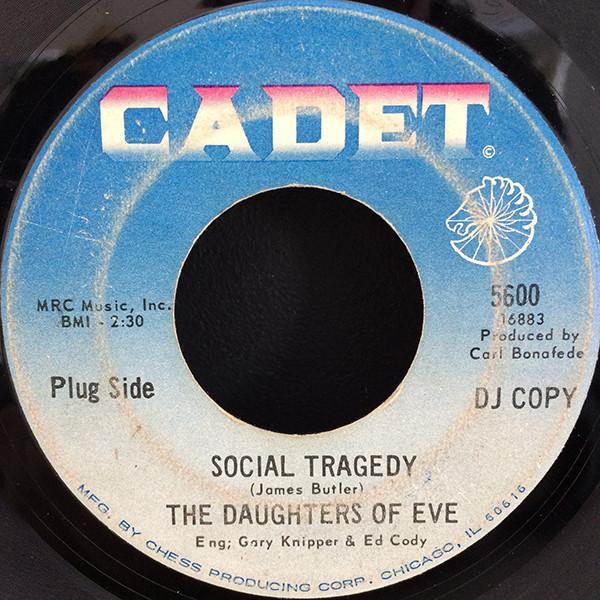 CADET
©
MRC Music, Inc.
BMI - 2:30
5600
16883
Produced by
Carl Bonafede
Plug Side
DJ COPY
SOCIAL TRAGEDY
(James Butler)
THE DAUGHTERS OF EVE
Eng; Gary Knipper & Ed Cody
MFG. BY CHESS PRODUCING CORP. CHICAGO, IL 60616